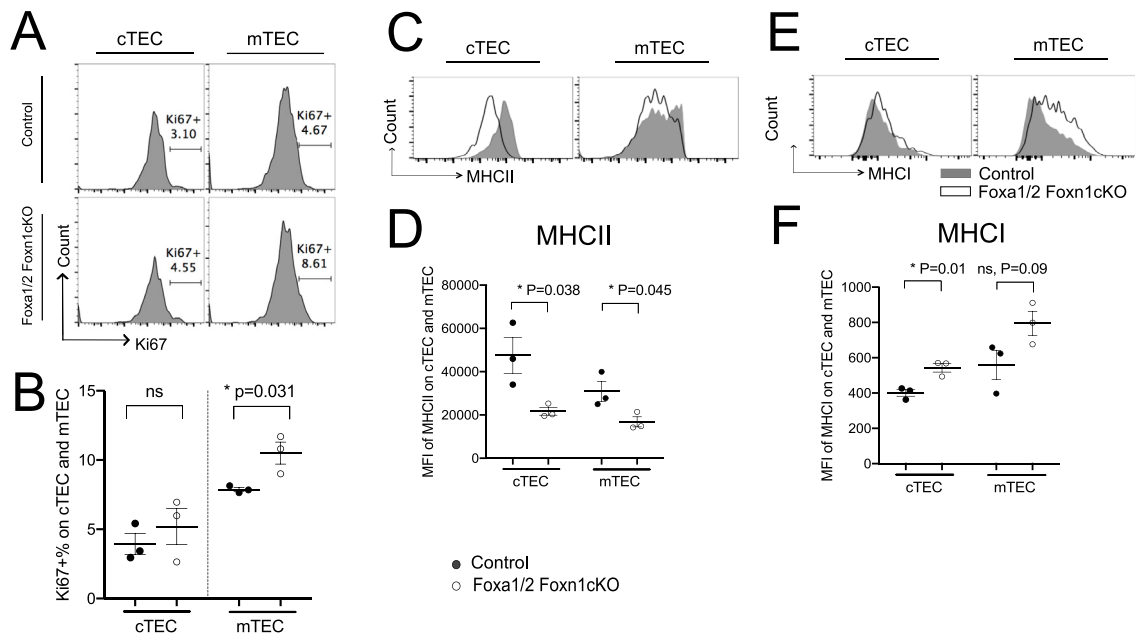 A
cTEC
mTEC
Control
Ki67+
3.10
Ki67+
4.67
Foxa1/2 Foxn1cKO
Count
Ki67+
4.55
Ki67+
8.61
Ki67
B
Ki67+% on cTEC and mTEC
15
10
5
0
ns
* p=0.031
cTEC
mTEC
C
cTEC
mTEC
Count
MHCII
D
MHCII
MFI of MHCII on cTEC and mTEC
80000
60000
40000
20000
0
* P=0.038
* P=0.045
cTEC
mTEC
Control
Foxa1/2 Foxn1cKO
E
cTEC
mTEC
Count
MHCI
Control
Foxa1/2 Foxn1cKO
F
MHCI
MFI of MHCI on cTEC and mTEC
1000
800
600
400
200
0
* P=0.01
ns, P=0.09
cTEC
mTEC